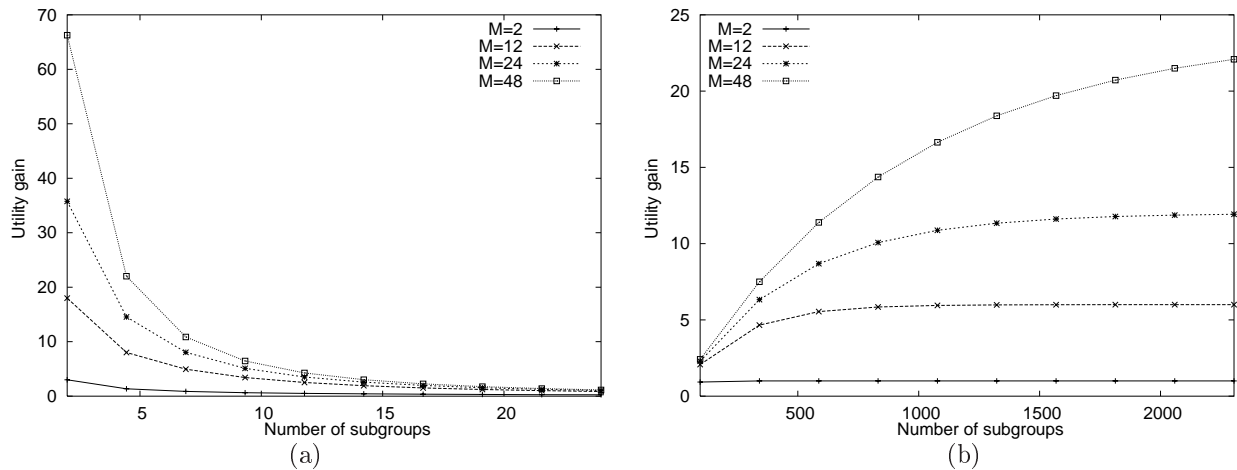 70
60
50
40
30
20
10
0
Utility gain
M=2
M=12
M=24
M=48
5 10 15 20
Number of subgroups
(a)
25
20
15
10
5
0
Utility gain
M=2
M=12
M=24
M=48
500 1000 1500 2000
Number of subgroups
(b)